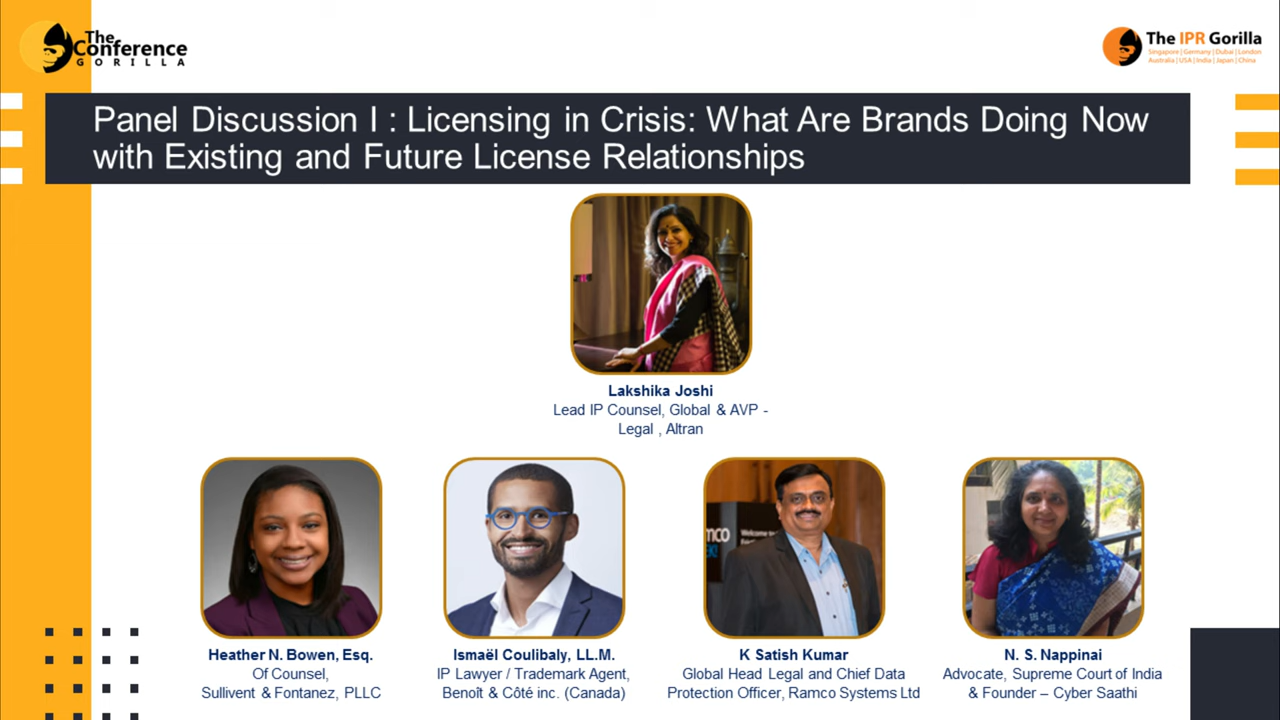 The
Conference
GORILLA
The IPR Gorilla
Singapore | Germany | Dubai | London
Australia | USA | India | Japan | China
Panel Discussion I : Licensing in Crisis: What Are Brands Doing Now
with Existing and Future License Relationships
Lakshika Joshi
Lead IP Counsel, Global & AVP -
Legal , Altran
mco
Welcome to
Heather N. Bowen, Esq.
Of Counsel,
Sullivent & Fontanez, PLLC
Ismaël Coulibaly, LL.M.
IP Lawyer / Trademark Agent,
Benoît & Côté inc. (Canada)
K Satish Kumar
Global Head Legal and Chief Data
Protection Officer, Ramco Systems Ltd
N. S. Nappinai
Advocate, Supreme Court of India
& Founder – Cyber Saathi